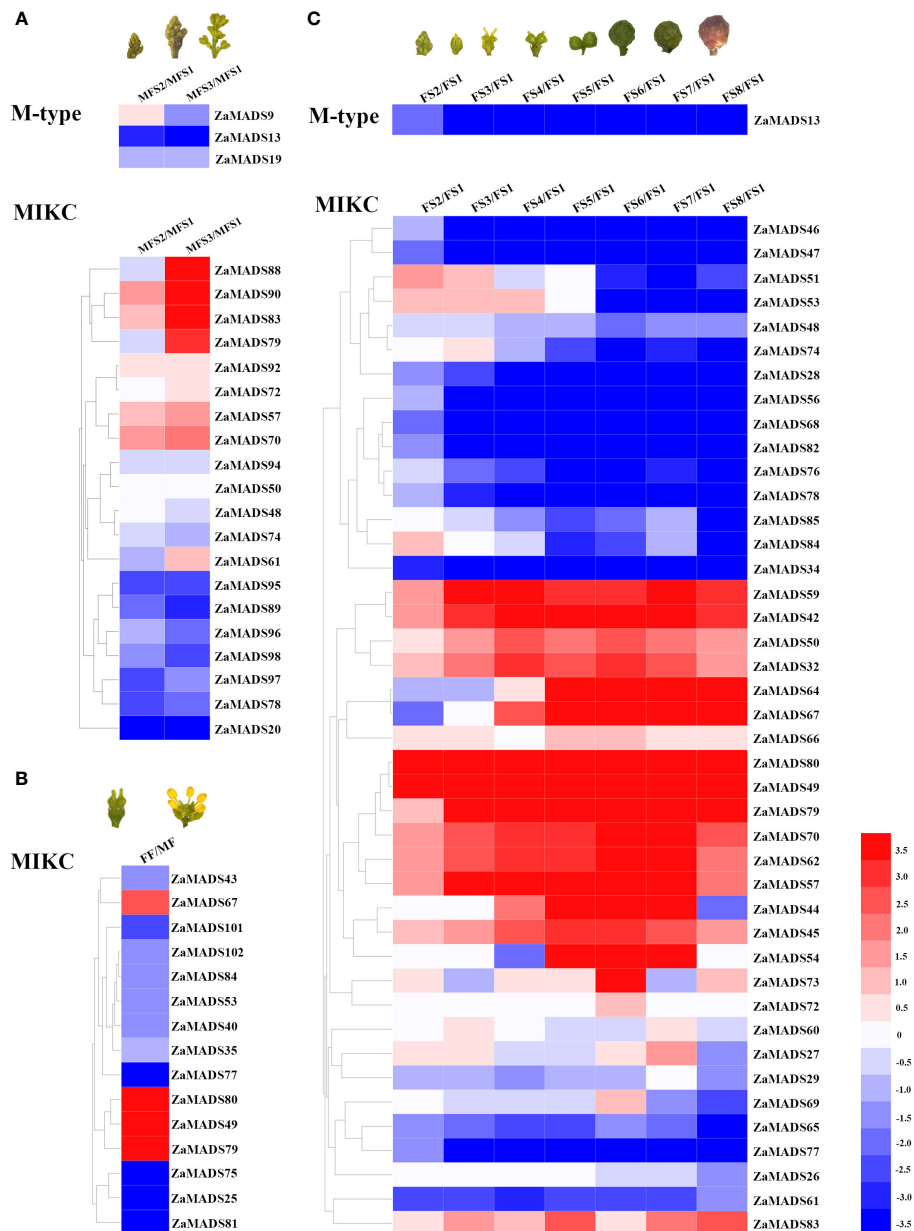 A
MFS2/MFS1
MFS3/MFS1
M-type
ZaMADS9
ZaMADS13
ZaMADS19
MIKC
MFS2/MFS1
MFS3/MFS1
ZaMADS88
ZaMADS90
ZaMADS83
ZaMADS79
ZaMADS92
ZaMADS72
ZaMADS57
ZaMADS70
ZaMADS94
ZaMADS50
ZaMADS48
ZaMADS74
ZaMADS61
ZaMADS95
ZaMADS89
ZaMADS96
ZaMADS98
ZaMADS97
ZaMADS78
ZaMADS20
B
MIKC
FF/MF
ZaMADS43
ZaMADS67
ZaMADS101
ZaMADS102
ZaMADS84
ZaMADS53
ZaMADS40
ZaMADS35
ZaMADS77
ZaMADS80
ZaMADS49
ZaMADS79
ZaMADS75
ZaMADS25
ZaMADS81
C
FS2/FS1
FS3/FS1
FS4/FS1
FS5/FS1
FS6/FS1
FS7/FS1
FS8/FS1
M-type
ZaMADS13
MIKC
FS2/FS1
FS3/FS1
FS4/FS1
FS5/FS1
FS6/FS1
FS7/FS1
FS8/FS1
ZaMADS46
ZaMADS47
ZaMADS51
ZaMADS53
ZaMADS48
ZaMADS74
ZaMADS28
ZaMADS56
ZaMADS68
ZaMADS82
ZaMADS76
ZaMADS78
ZaMADS85
ZaMADS84
ZaMADS34
ZaMADS59
ZaMADS42
ZaMADS50
ZaMADS32
ZaMADS64
ZaMADS67
ZaMADS66
ZaMADS80
ZaMADS49
ZaMADS79
ZaMADS70
ZaMADS62
ZaMADS57
ZaMADS44
ZaMADS45
ZaMADS54
ZaMADS73
ZaMADS72
ZaMADS60
ZaMADS27
ZaMADS29
ZaMADS69
ZaMADS65
ZaMADS77
ZaMADS26
ZaMADS61
ZaMADS83
3.5
3.0
2.5
2.0
1.5
1.0
0.5
0
-0.5
-1.0
-1.5
-2.0
-2.5
-3.0
-3.5